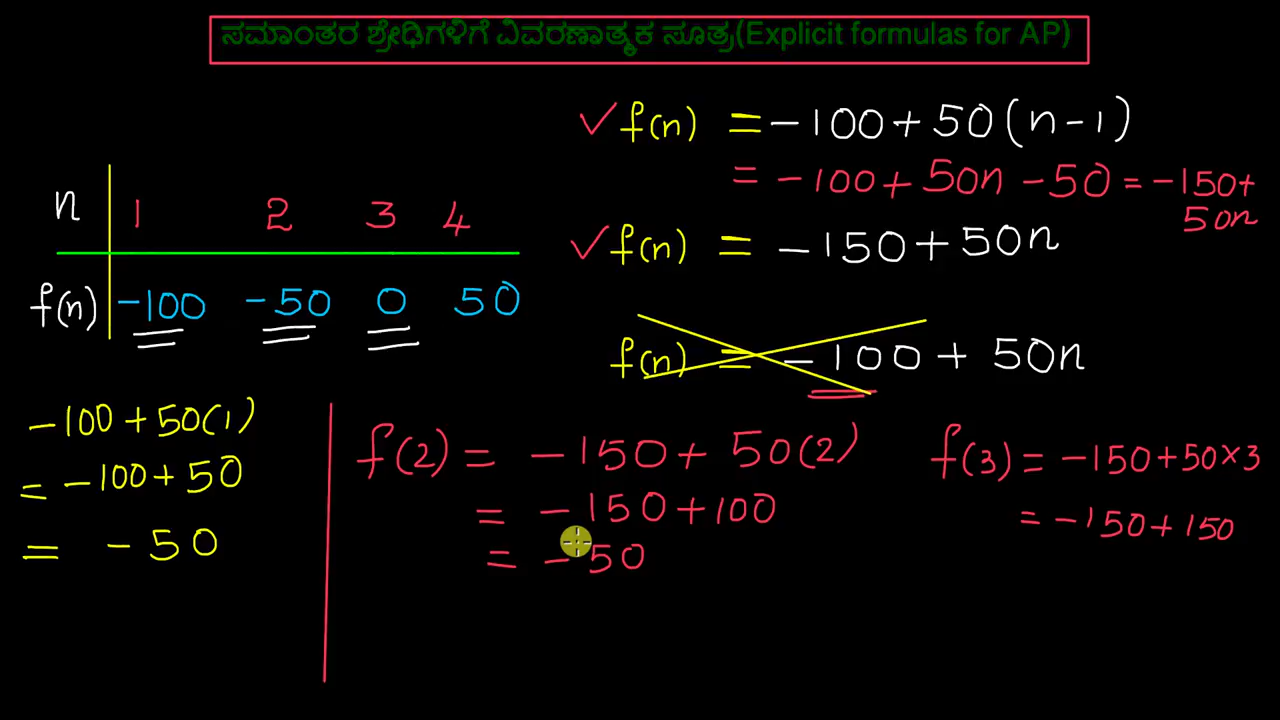 ಸಮಾಂತರ ಶ್ರೇಢಿಗಳಿಗೆ ವಿವರಣಾತ್ಮಕ ಸೂತ್ರ(Explicit formulas for AP)
✓ f(n) = -100 + 50(n-1)
= -100 + 50n - 50 = -150 + 50n
n 1 2 3 4
f(n) -100 -50 0 50
✓ f(n) = -150 + 50n
f(n) = -100 + 50n
-100 + 50(1)
= -100 + 50
= -50
f(2) = -150 + 50(2)
= -150 + 100
= -50
f(3) = -150 + 50×3
= -150 + 150